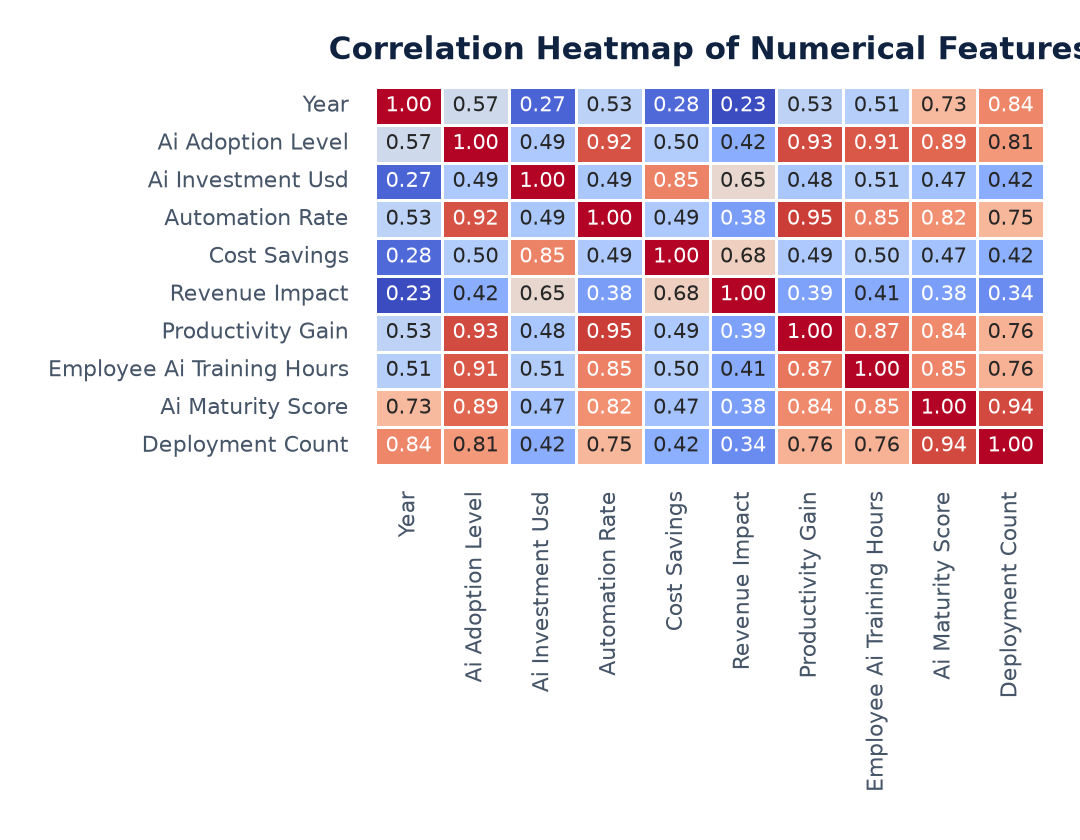 Correlation Heatmap of Numerical Features
Year 1.00 0.57 0.27 0.53 0.28 0.23 0.53 0.51 0.73 0.84
Ai Adoption Level 0.57 1.00 0.49 0.92 0.50 0.42 0.93 0.91 0.89 0.81
Ai Investment Usd 0.27 0.49 1.00 0.49 0.85 0.65 0.48 0.51 0.47 0.42
Automation Rate 0.53 0.92 0.49 1.00 0.49 0.38 0.95 0.85 0.82 0.75
Cost Savings 0.28 0.50 0.85 0.49 1.00 0.68 0.49 0.50 0.47 0.42
Revenue Impact 0.23 0.42 0.65 0.38 0.68 1.00 0.39 0.41 0.38 0.34
Productivity Gain 0.53 0.93 0.48 0.95 0.49 0.39 1.00 0.87 0.84 0.76
Employee Ai Training Hours 0.51 0.91 0.51 0.85 0.50 0.41 0.87 1.00 0.85 0.76
Ai Maturity Score 0.73 0.89 0.47 0.82 0.47 0.38 0.84 0.85 1.00 0.94
Deployment Count 0.84 0.81 0.42 0.75 0.42 0.34 0.76 0.76 0.94 1.00
Year
Ai Adoption Level
Ai Investment Usd
Automation Rate
Cost Savings
Revenue Impact
Productivity Gain
Employee Ai Training Hours
Ai Maturity Score
Deployment Count